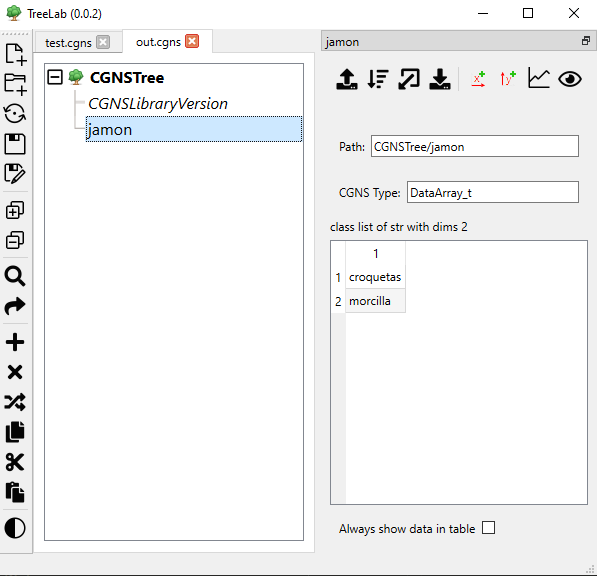 TreeLab (0.0.2)
test.cgns
out.cgns
CGNSTree
CGNSLibraryVersion
jamon
jamon
x
y
Path: CGNSTree/jamon
CGNS Type: DataArray_t
class list of str with dims 2
1
1 croquetas
2 morcilla
Always show data in table